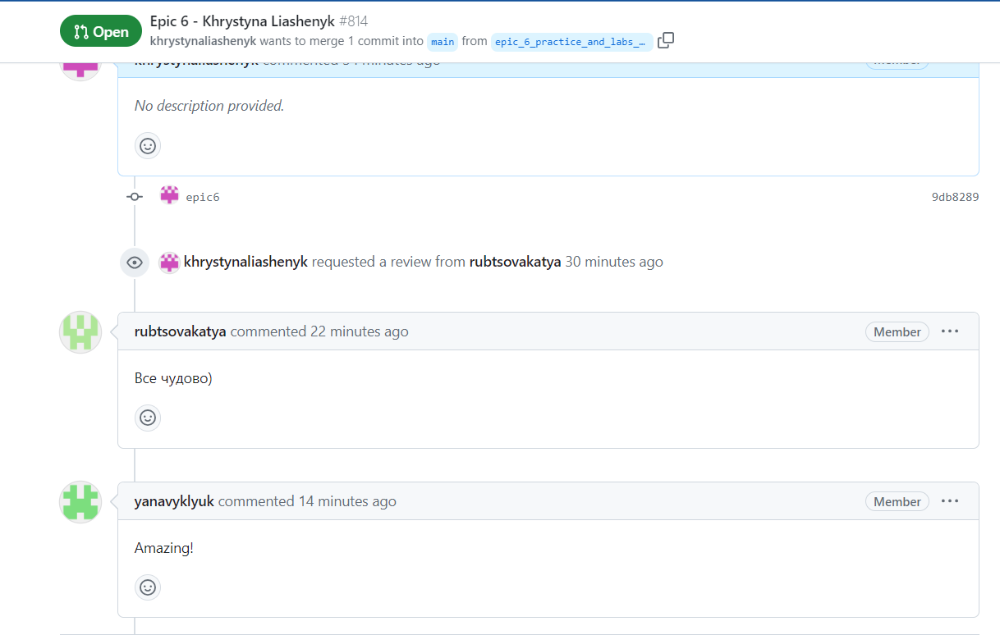 Open
Epic 6 - Khrystyna Liashenyk #814
khrystynaliashenyk wants to merge 1 commit into main from epic_6_practice_and_labs_…
khrystynaliashenyk commented 34 minutes ago Member
No description provided.
epic6 9db8289
khrystynaliashenyk requested a review from rubtsovakatya 30 minutes ago
rubtsovakatya commented 22 minutes ago Member
Все чудово)
yanavyklyuk commented 14 minutes ago Member
Amazing!